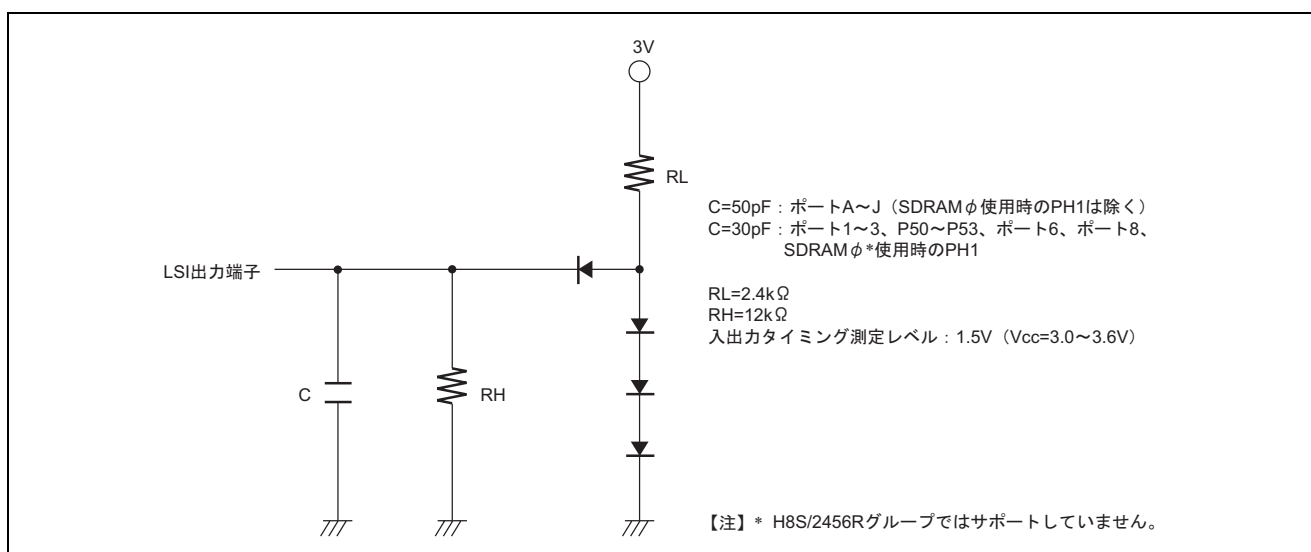 3V
RL
C=50pF：ポートA～J（SDRAMφ使用時のPH1は除く）
C=30pF：ポート1～3、P50～P53、ポート6、ポート8、
SDRAMφ*使用時のPH1
LSI出力端子
RL=2.4kΩ
RH=12kΩ
入出力タイミング測定レベル：1.5V（Vcc=3.0～3.6V）
C
RH
【注】* H8S/2456Rグループではサポートしていません。